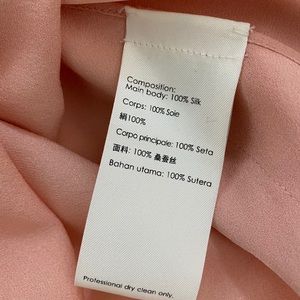 Composition:
Main body: 100% Silk
Corps: 100% Soie
絹100%
Corpo principale: 100% Seta
面料: 100% 桑蚕丝
Bahan utama: 100% Sutera
Professional dry clean only.